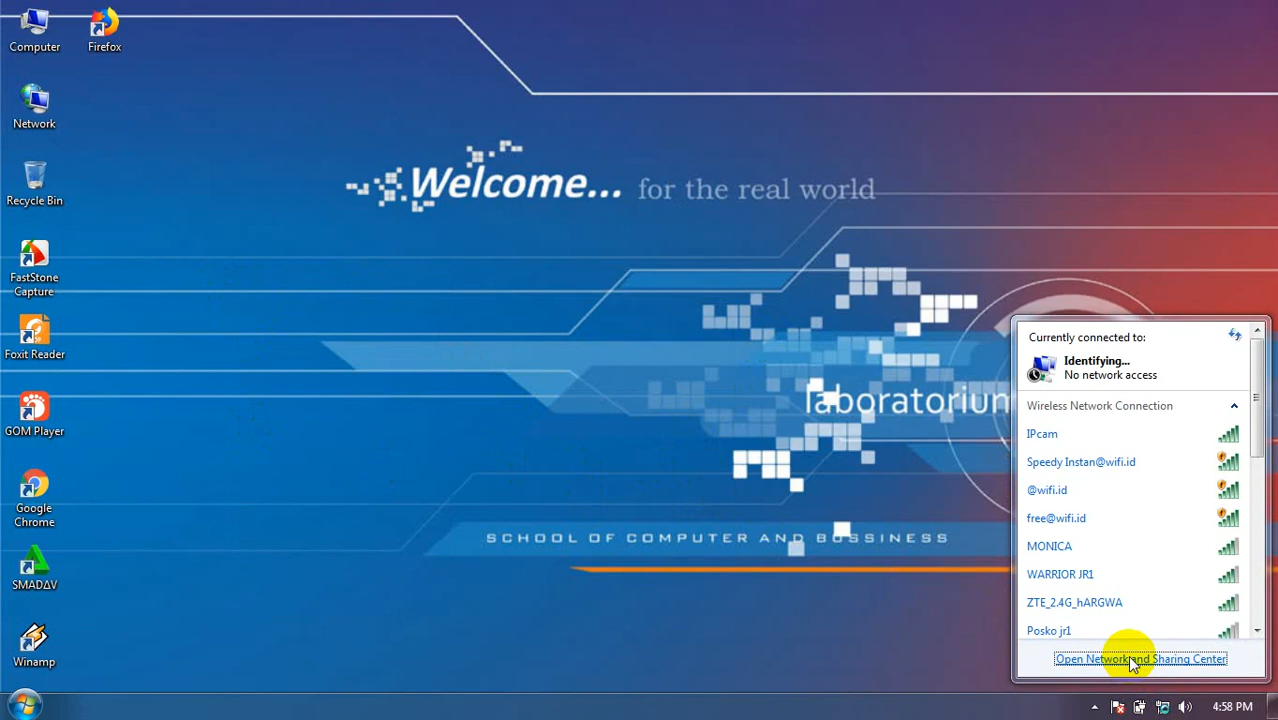 Computer
Firefox
Network
Recycle Bin
FastStone
Capture
Foxit Reader
GOM Player
Google
Chrome
SMADΔV
Winamp
Welcome... for the real world
laboratorium
SCHOOL OF COMPUTER AND BUSSINESS
Currently connected to:
Identifying...
No network access
Wireless Network Connection
IPcam
Speedy Instan@wifi.id
@wifi.id
free@wifi.id
MONICA
WARRIOR JR1
ZTE_2.4G_hARGWA
Posko jr1
Open Network and Sharing Center
4:58 PM